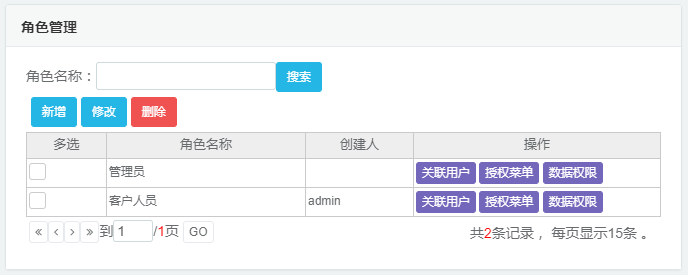 角色管理
角色名称： 搜索
新增 修改 删除
多选 角色名称 创建人 操作
管理员 关联用户 授权菜单 数据权限
客户人员 admin 关联用户 授权菜单 数据权限
« ‹ › » 到 1 /1页 GO 共2条记录 ，每页显示15条 。